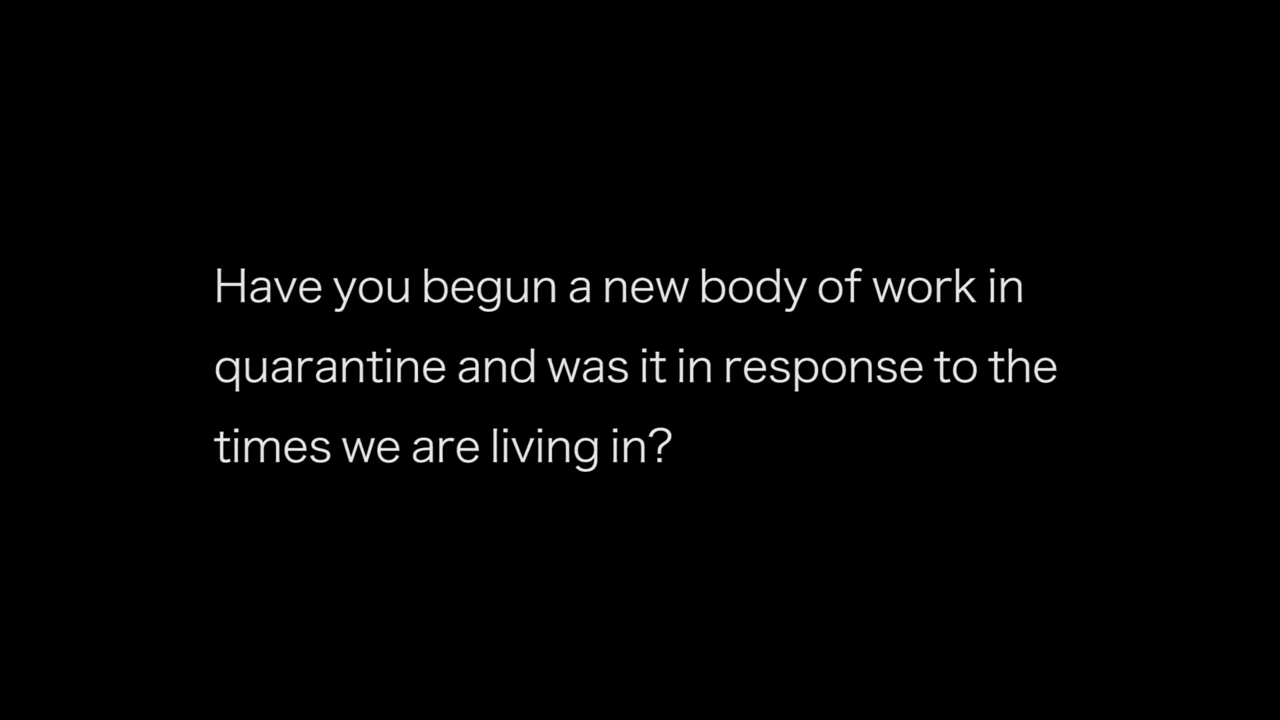 Have you begun a new body of work in
quarantine and was it in response to the
times we are living in?